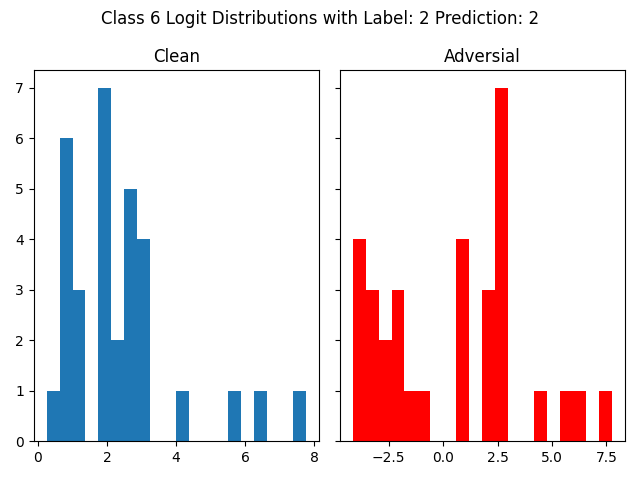 Class 6 Logit Distributions with Label: 2 Prediction: 2
Clean
Adversial
7
6
5
4
3
2
1
0
0 2 4 6 8
−2.5 0.0 2.5 5.0 7.5